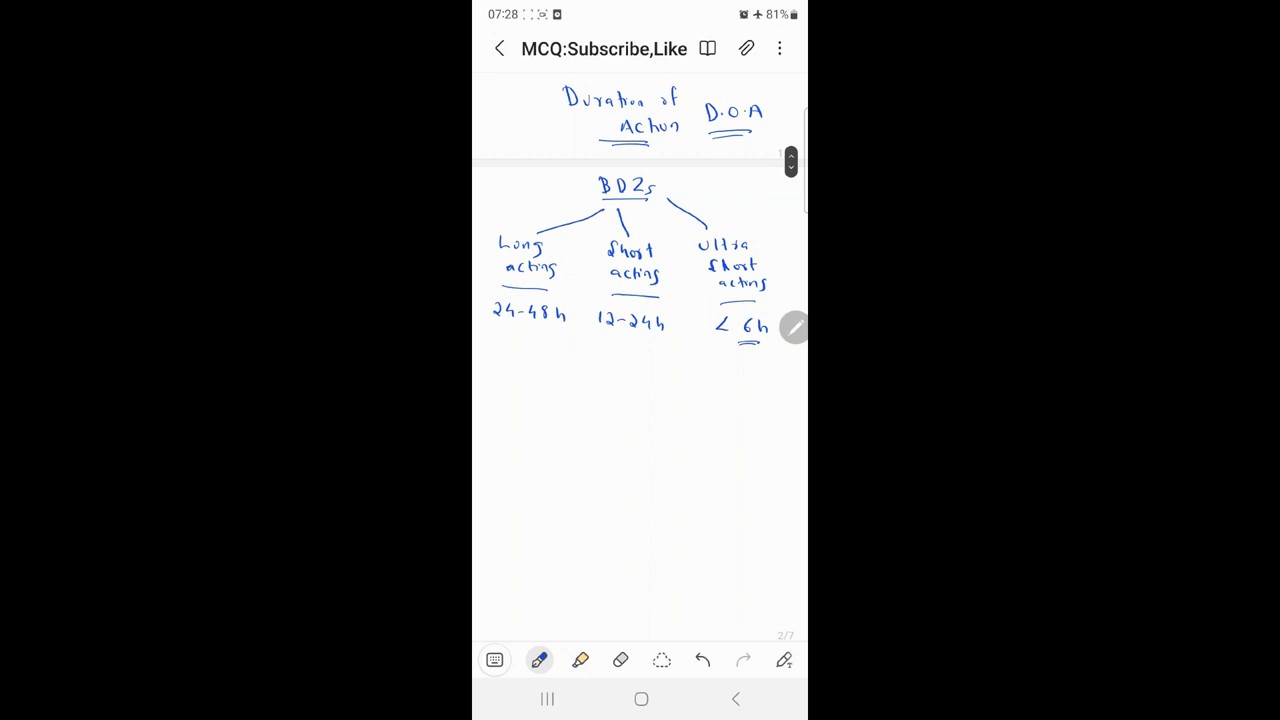 07:28 81%
MCQ:Subscribe,Like
Duration of
Action D.O.A
1
BDZs
Long
acting
24-48h
Short
acting
12-24h
Ultra
Short
acting
< 6h
2/7